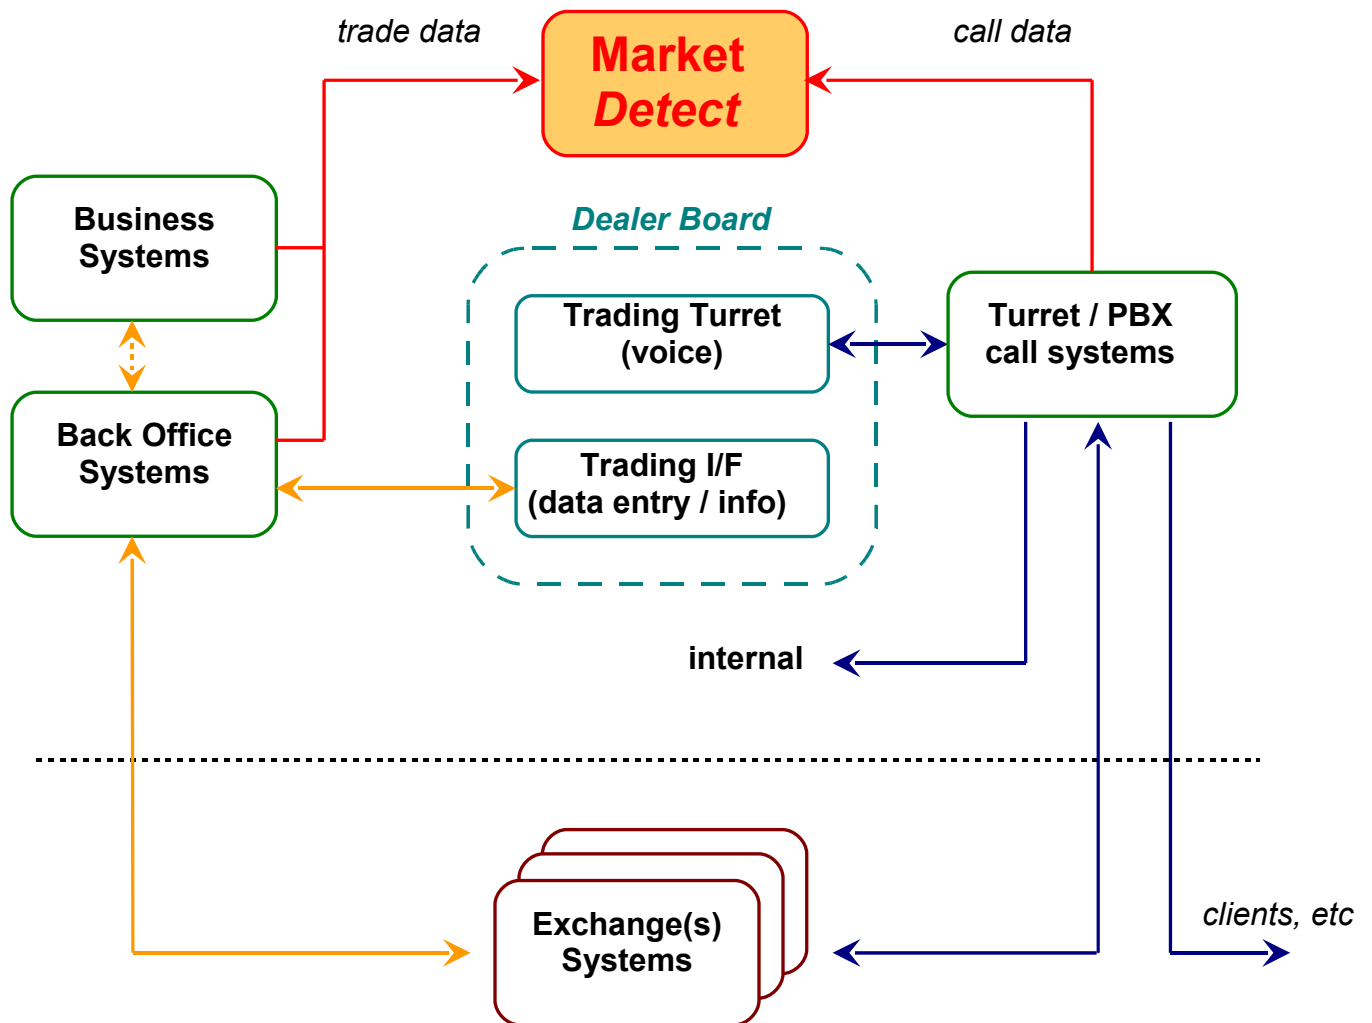 trade data
call data
Market
Detect
Business
Systems
Dealer Board
Trading Turret
(voice)
Turret / PBX
call systems
Back Office
Systems
Trading I/F
(data entry / info)
internal
Exchange(s)
Systems
clients, etc